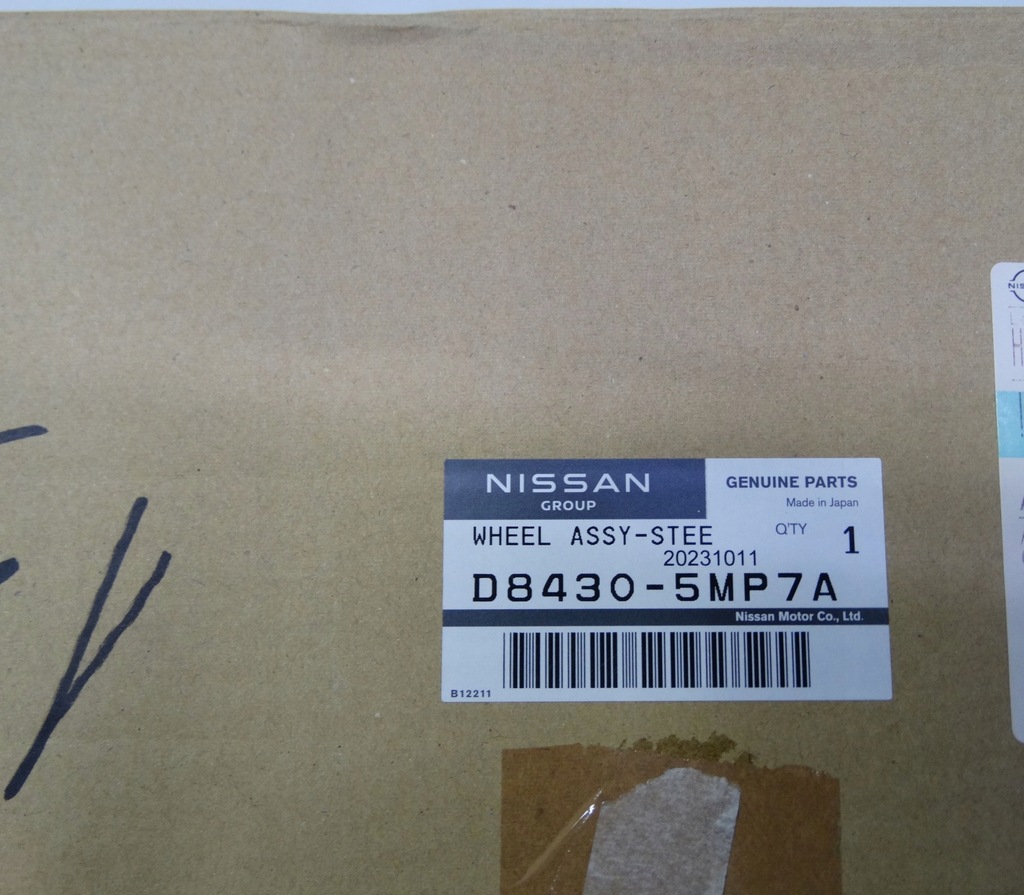 NISSAN
GROUP
GENUINE PARTS
Made in Japan
WHEEL ASSY-STEE
Q'TY 1
20231011
D8430-5MP7A
Nissan Motor Co., Ltd.
B12211
NIS